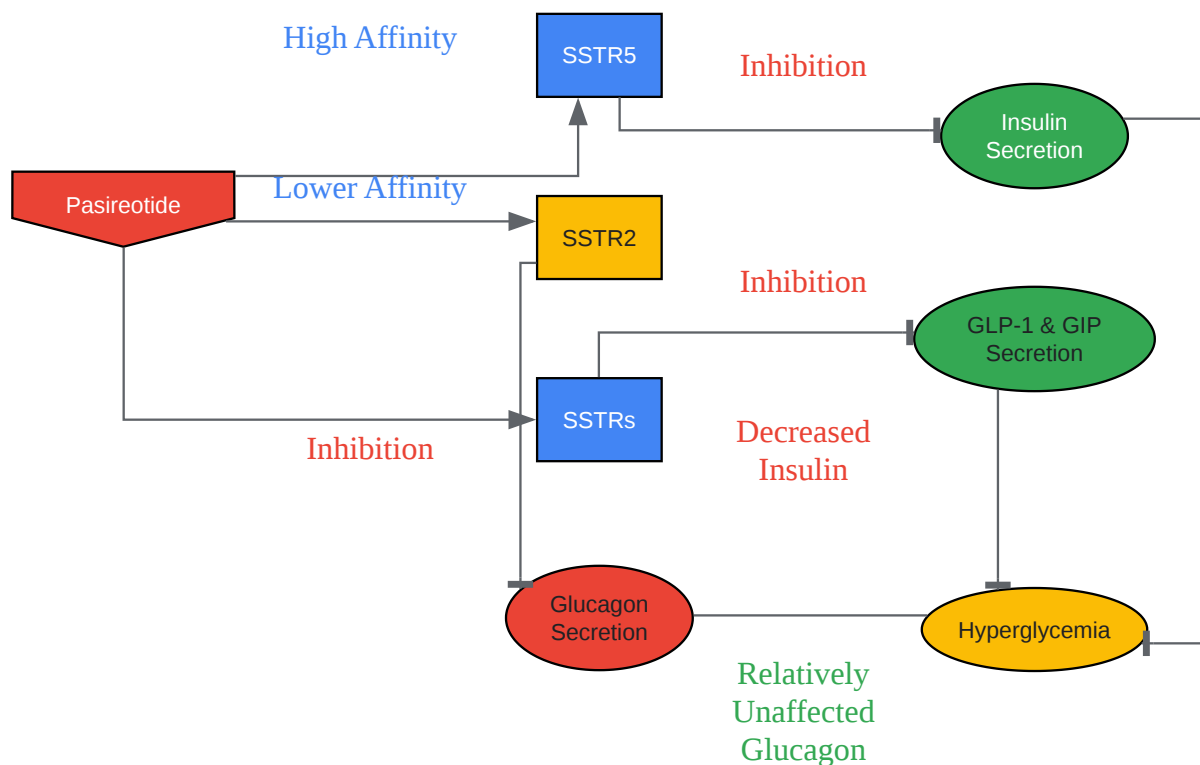 High Affinity
SSTR5
Inhibition
Insulin
Secretion
Pasireotide
Lower Affinity
SSTR2
Inhibition
GLP-1 & GIP
Secretion
SSTRs
Inhibition
Decreased
Insulin
Glucagon
Secretion
Hyperglycemia
Relatively
Unaffected
Glucagon